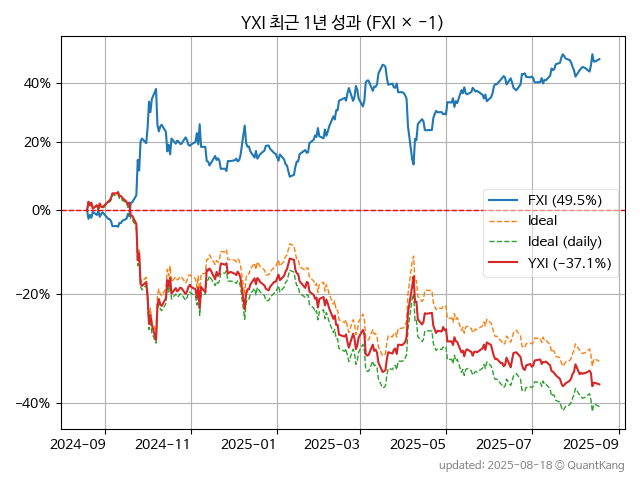 YXI 최근 1년 성과 (FXI × −1)
40%
20%
0%
−20%
−40%
FXI (49.5%)
Ideal
Ideal (daily)
YXI (−37.1%)
2024-09 2024-11 2025-01 2025-03 2025-05 2025-07 2025-09
updated: 2025-08-18 © QuantKang